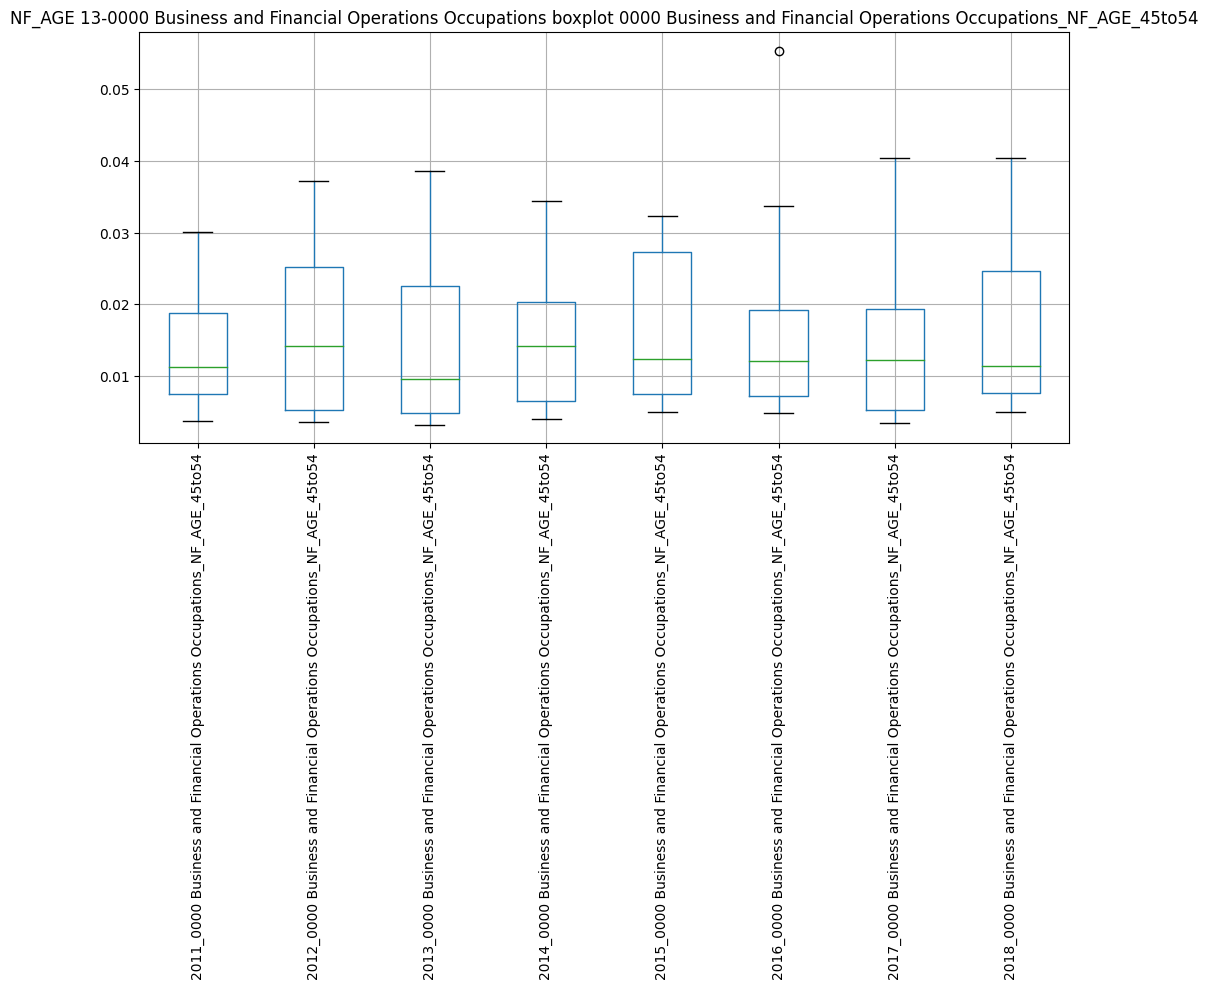 NF_AGE 13-0000 Business and Financial Operations Occupations boxplot 0000 Business and Financial Operations Occupations_NF_AGE_45to54
0.05
0.04
0.03
0.02
0.01
2011_0000 Business and Financial Operations Occupations_NF_AGE_45to54
2012_0000 Business and Financial Operations Occupations_NF_AGE_45to54
2013_0000 Business and Financial Operations Occupations_NF_AGE_45to54
2014_0000 Business and Financial Operations Occupations_NF_AGE_45to54
2015_0000 Business and Financial Operations Occupations_NF_AGE_45to54
2016_0000 Business and Financial Operations Occupations_NF_AGE_45to54
2017_0000 Business and Financial Operations Occupations_NF_AGE_45to54
2018_0000 Business and Financial Operations Occupations_NF_AGE_45to54